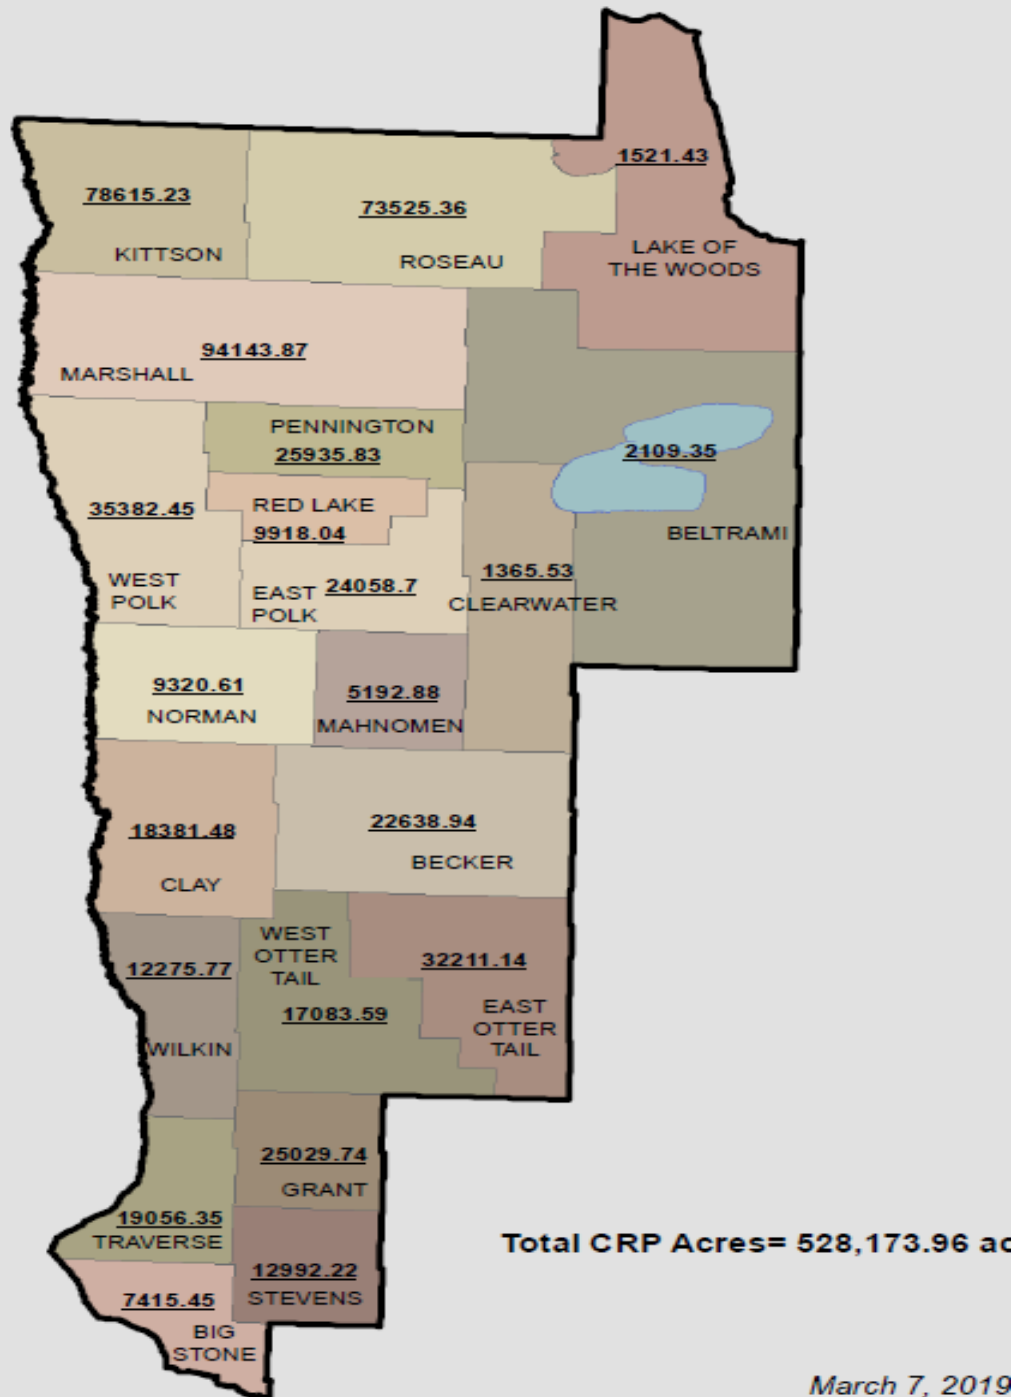 1521.43
78615.23
73525.36
LAKE OF
THE WOODS
KITTSON
ROSEAU
94143.87
MARSHALL
PENNINGTON
25935.83
2109.35
35382.45
RED LAKE
9918.04
BELTRAMI
WEST
POLK
EAST
POLK
24058.7
1365.53
CLEARWATER
9320.61
NORMAN
5192.88
MAHNOMEN
18381.48
CLAY
22638.94
BECKER
WEST
OTTER
TAIL
17083.59
32211.14
EAST
OTTER
TAIL
12275.77
WILKIN
25029.74
GRANT
19056.35
TRAVERSE
Total CRP Acres= 528,173.96 ac
12992.22
STEVENS
7415.45
BIG
STONE
March 7, 2019